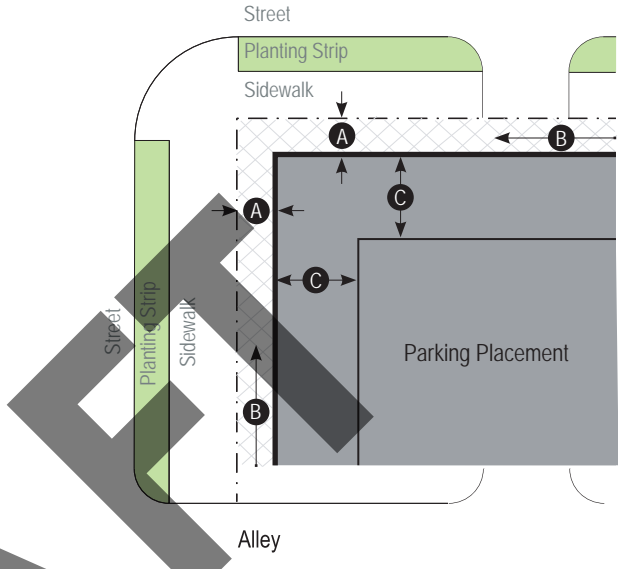 Street
Planting Strip
Sidewalk
A
B
A
C
C
Street
Planting Strip
Sidewalk
Parking Placement
B
Alley